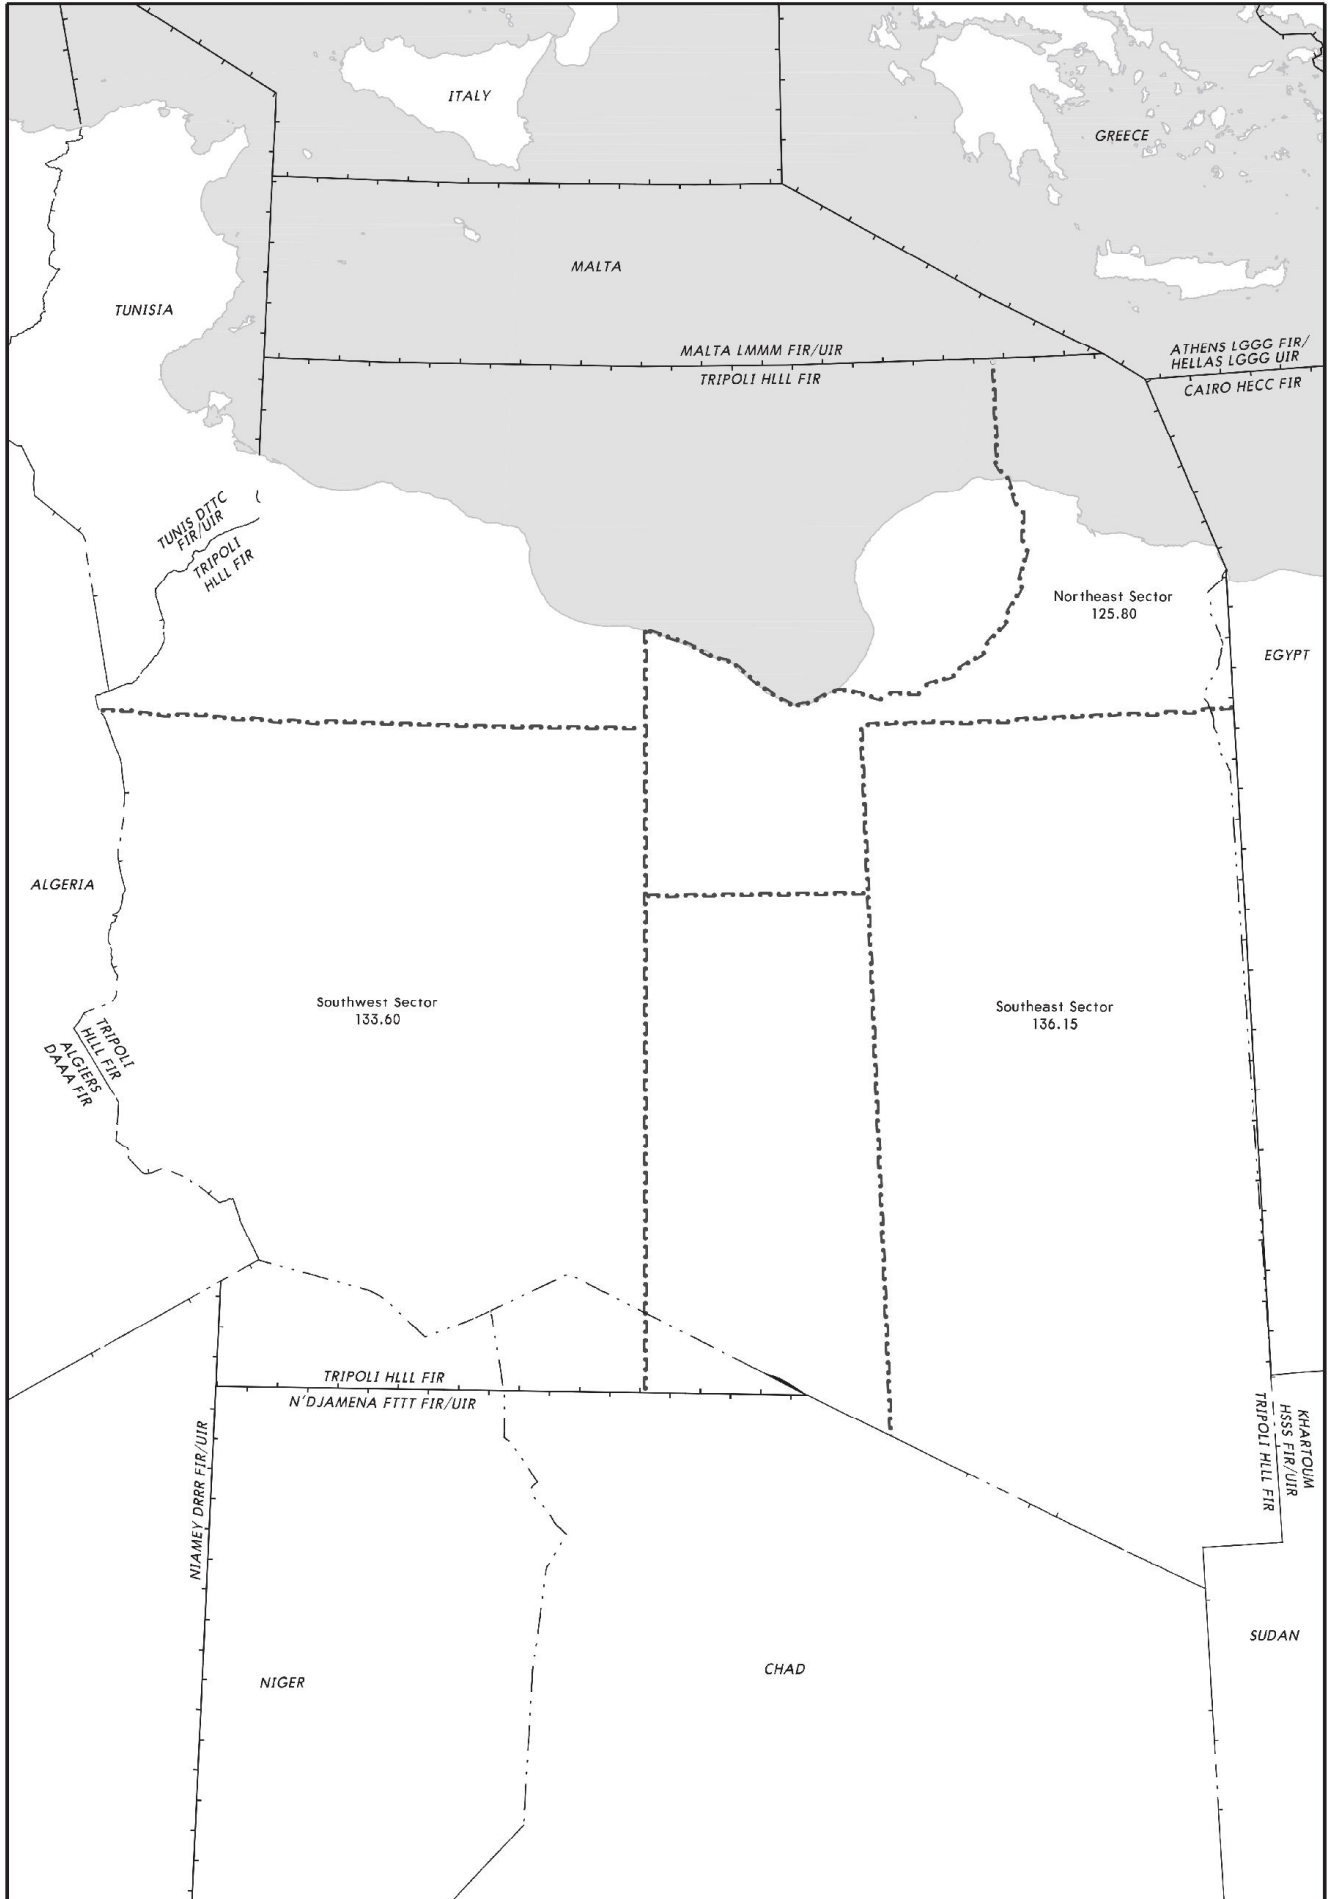 ITALY
GREECE
MALTA
TUNISIA
MALTA LMMM FIR/UIR
TRIPOLI HLLL FIR
ATHENS LGGG FIR/
HELLAS LGGG UIR
CAIRO HECC FIR
TUNIS DTTC
FIR/UIR
TRIPOLI
HLLL FIR
Northeast Sector
125.80
EGYPT
ALGERIA
Southwest Sector
133.60
Southeast Sector
136.15
TRIPOLI
HLLL FIR
ALGIERS
DAAA FIR
TRIPOLI HLLL FIR
N'DJAMENA FTTT FIR/UIR
NIAMEY DRRR FIR/UIR
KHARTOUM
HSSS FIR/UIR
TRIPOLI HLLL FIR
SUDAN
NIGER
CHAD